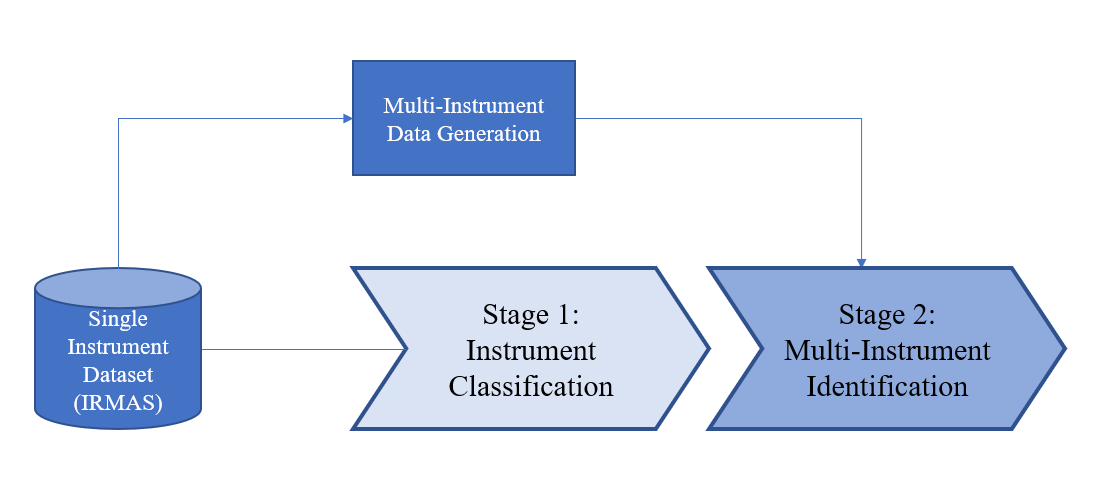 Multi-Instrument
Data Generation
Single
Instrument
Dataset
(IRMAS)
Stage 1:
Instrument
Classification
Stage 2:
Multi-Instrument
Identification